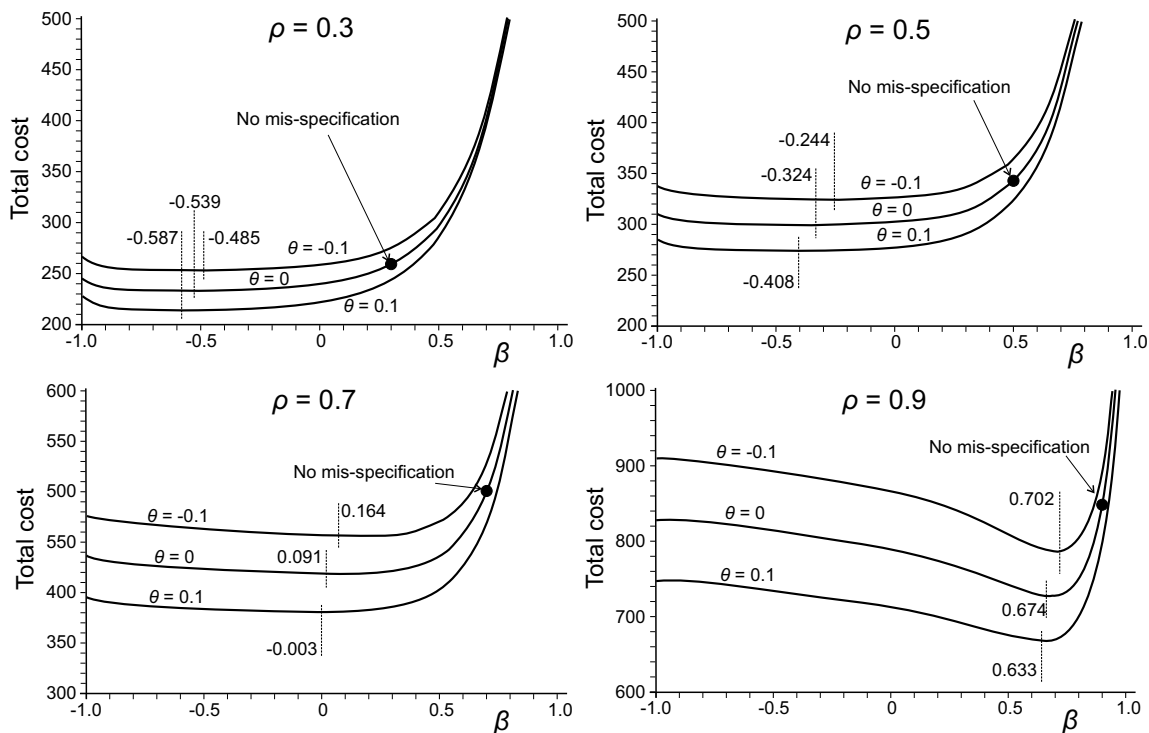 ρ = 0.3
Total cost
500
450
400
350
300
250
200
No mis-specification
-0.539
-0.587
-0.485
θ = -0.1
θ = 0
θ = 0.1
-1.0
-0.5
0
0.5
1.0
β
ρ = 0.5
Total cost
500
450
400
350
300
250
200
No mis-specification
-0.244
-0.324
θ = -0.1
θ = 0
θ = 0.1
-0.408
-1.0
-0.5
0
0.5
1.0
β
ρ = 0.7
Total cost
600
550
500
550
400
350
300
No mis-specification
0.164
θ = -0.1
θ = 0
0.091
θ = 0.1
-0.003
-1.0
-0.5
0
0.5
1.0
β
ρ = 0.9
Total cost
1000
900
800
700
600
No mis-specification
θ = -0.1
0.702
θ = 0
θ = 0.1
0.674
0.633
-1.0
-0.5
0
0.5
1.0
β